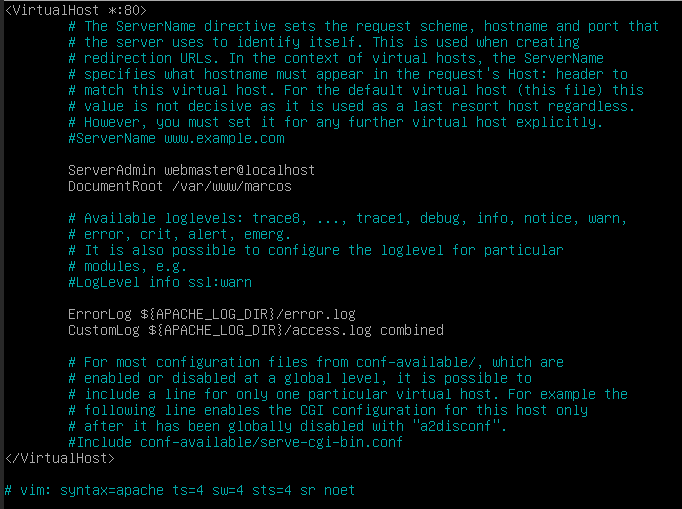 <VirtualHost *:80>
# The ServerName directive sets the request scheme, hostname and port that
# the server uses to identify itself. This is used when creating
# redirection URLs. In the context of virtual hosts, the ServerName
# specifies what hostname must appear in the request's Host: header to
# match this virtual host. For the default virtual host (this file) this
# value is not decisive as it is used as a last resort host regardless.
# However, you must set it for any further virtual host explicitly.
#ServerName www.example.com
ServerAdmin webmaster@localhost
DocumentRoot /var/www/marcos
# Available loglevels: trace8, ..., trace1, debug, info, notice, warn,
# error, crit, alert, emerg.
# It is also possible to configure the loglevel for particular
# modules, e.g.
#LogLevel info ssl:warn
ErrorLog ${APACHE_LOG_DIR}/error.log
CustomLog ${APACHE_LOG_DIR}/access.log combined
# For most configuration files from conf-available/, which are
# enabled or disabled at a global level, it is possible to
# include a line for only one particular virtual host. For example the
# following line enables the CGI configuration for this host only
# after it has been globally disabled with "a2disconf".
#Include conf-available/serve-cgi-bin.conf
</VirtualHost>
# vim: syntax=apache ts=4 sw=4 sts=4 sr noet